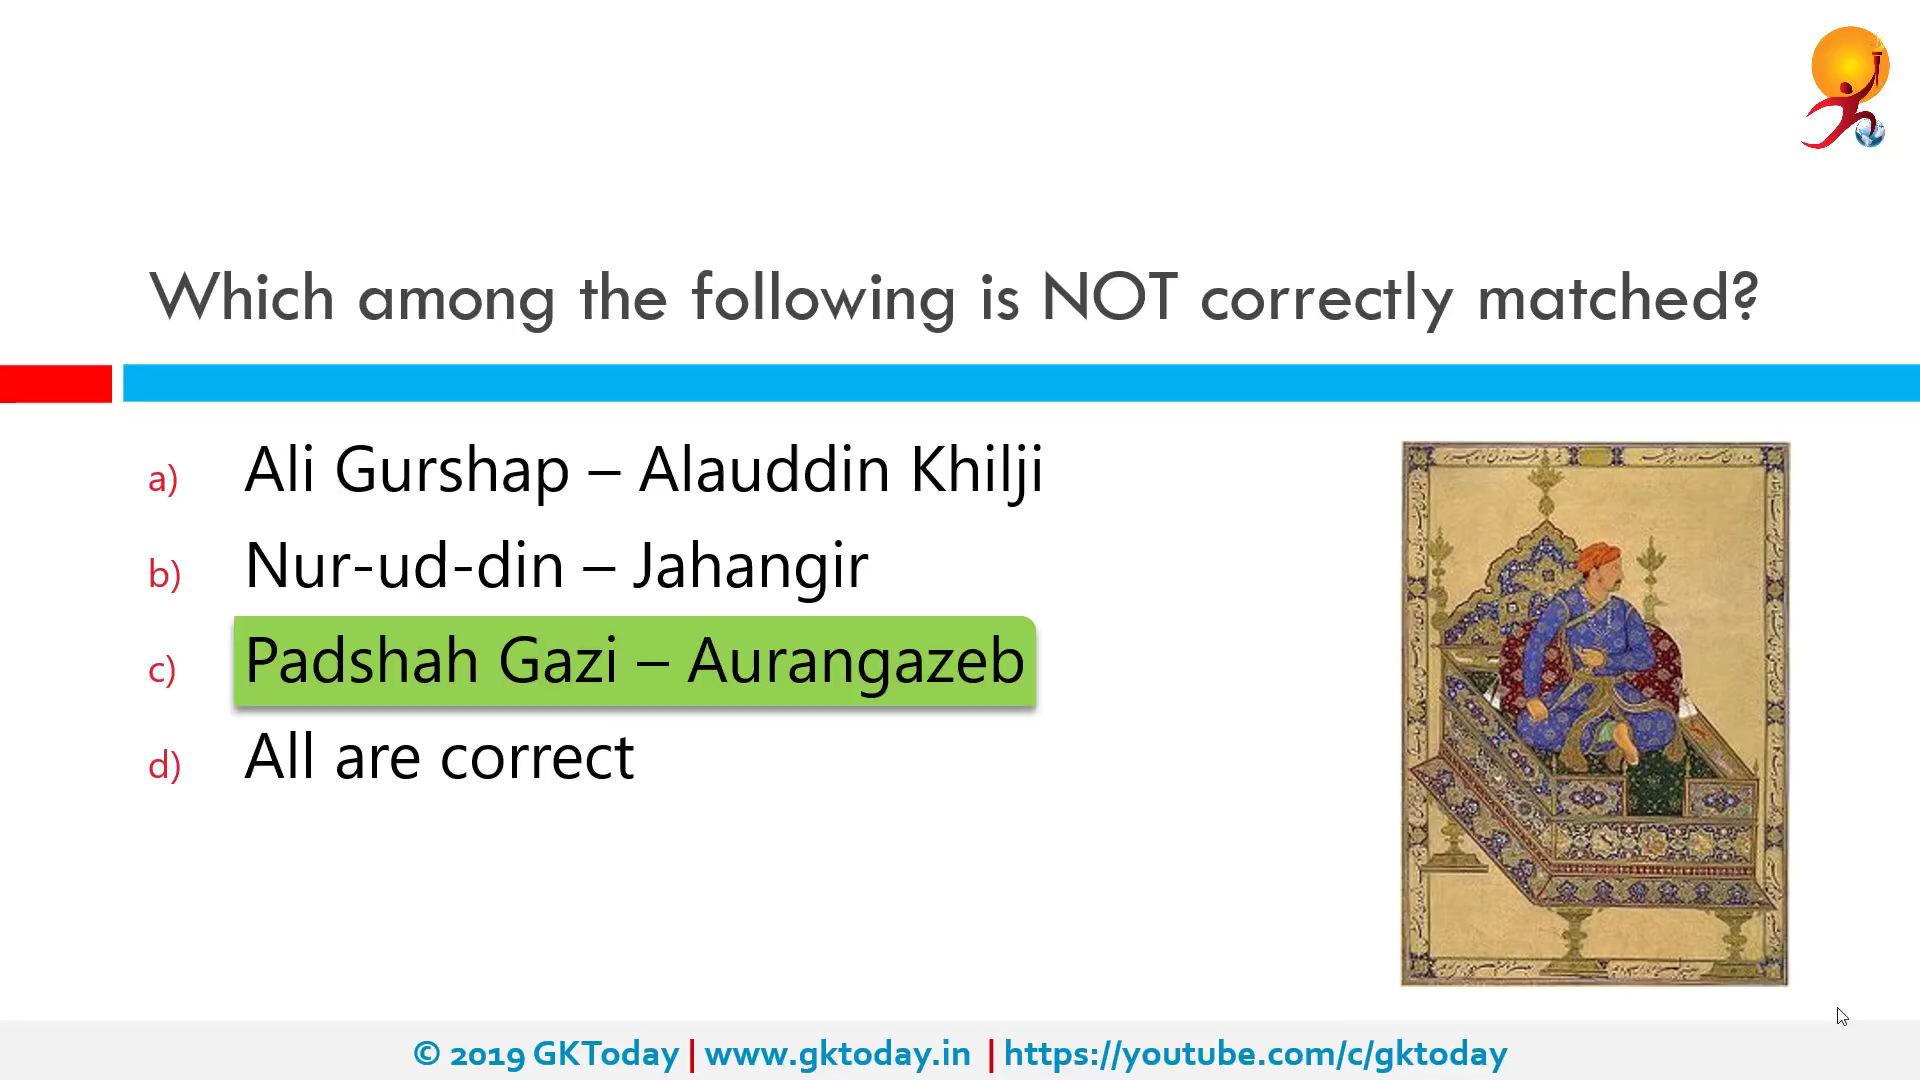 Which among the following is NOT correctly matched?
a) Ali Gurshap – Alauddin Khilji
b) Nur-ud-din – Jahangir
c) Padshah Gazi – Aurangazeb
d) All are correct
© 2019 GKToday | www.gktoday.in | https://youtube.com/c/gktoday